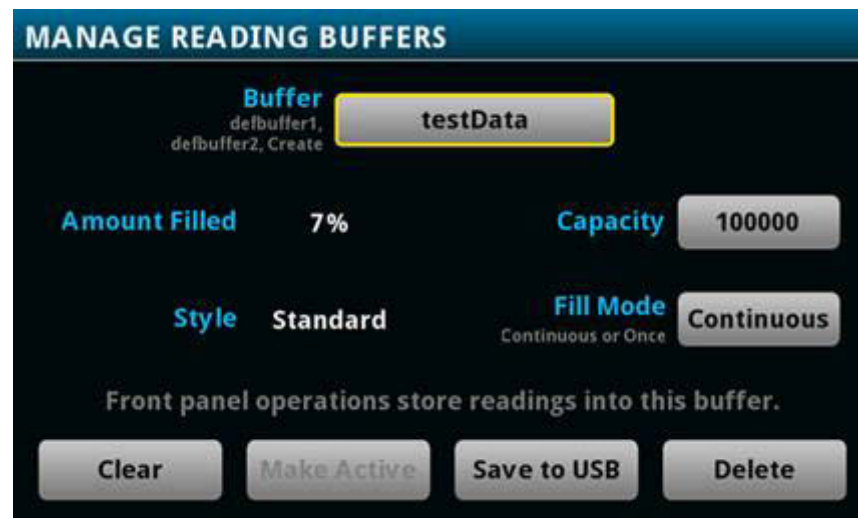 MANAGE READING BUFFERS
Buffer
defbuffer1,
defbuffer2, Create
testData
Amount Filled
7%
Capacity
100000
Style
Standard
Fill Mode
Continuous or Once
Continuous
Front panel operations store readings into this buffer.
Clear
Make Active
Save to USB
Delete